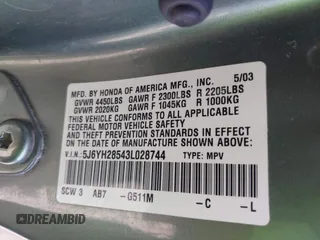 MFD. BY HONDA OF AMERICA MFG., INC. 5/03
GVWR 4450LBS GAWR F 2300LBS R 2205LBS
GVWR 2020KG GAWR F 1045KG R 1000KG
THIS VEHICLE CONFORMS TO ALL APPLICABLE
FEDERAL MOTOR VEHICLE SAFETY
AND THEFT PREVENTION STANDARDS IN EFFECT ON
THE DATE OF MANUFACTURE SHOWN ABOVE.
V.I.N.: 5J6YH28543L028744 TYPE: MPV
SCW 3 AB7 -G511M -C -L
DREAMBID